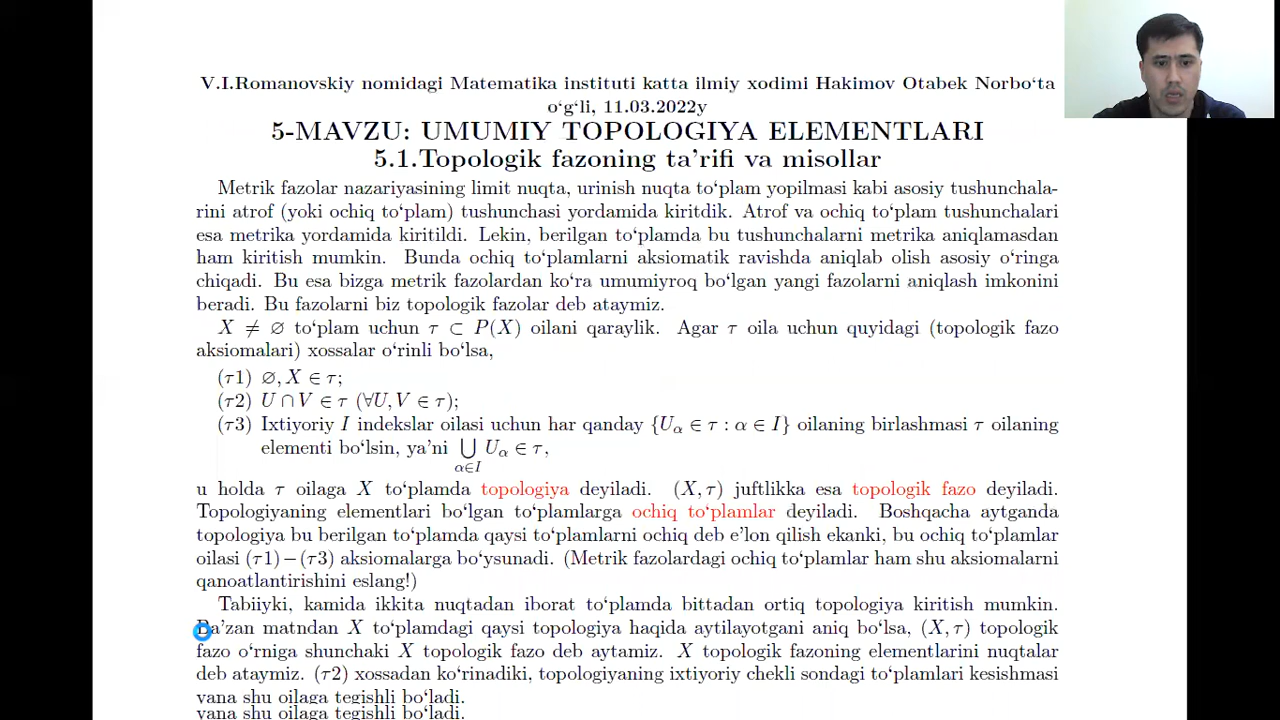 V.I.Romanovskiy nomidagi Matematika instituti katta ilmiy xodimi Hakimov Otabek Norbo‘ta
o‘g‘li, 11.03.2022y
5-MAVZU: UMUMIY TOPOLOGIYA ELEMENTLARI
5.1.Topologik fazoning ta’rifi va misollar
Metrik fazolar nazariyasining limit nuqta, urinish nuqta to‘plam yopilmasi kabi asosiy tushunchala-
rini atrof (yoki ochiq to‘plam) tushunchasi yordamida kiritdik. Atrof va ochiq to‘plam tushunchalari
esa metrika yordamida kiritildi. Lekin, berilgan to‘plamda bu tushunchalarni metrika aniqlamasdan
ham kiritish mumkin. Bunda ochiq to‘plamlarni aksiomatik ravishda aniqlab olish asosiy o‘ringa
chiqadi. Bu esa bizga metrik fazolardan ko‘ra umumiyroq bo‘lgan yangi fazolarni aniqlash imkonini
beradi. Bu fazolarni biz topologik fazolar deb ataymiz.
X ≠ ∅ to‘plam uchun τ ⊂ P(X) oilani qaraylik. Agar τ oila uchun quyidagi (topologik fazo
aksiomalari) xossalar o‘rinli bo‘lsa,
(τ1) ∅, X ∈ τ;
(τ2) U ∩ V ∈ τ (∀U, V ∈ τ);
(τ3) Ixtiyoriy I indekslar oilasi uchun har qanday {Uα ∈ τ : α ∈ I} oilaning birlashmasi τ oilaning
elementi bo‘lsin, ya’ni ⋃ Uα ∈ τ,
α∈I
u holda τ oilaga X to‘plamda topologiya deyiladi. (X, τ) juftlikka esa topologik fazo deyiladi.
Topologiyaning elementlari bo‘lgan to‘plamlarga ochiq to‘plamlar deyiladi. Boshqacha aytganda
topologiya bu berilgan to‘plamda qaysi to‘plamlarni ochiq deb e’lon qilish ekanki, bu ochiq to‘plamlar
oilasi (τ1)−(τ3) aksiomalarga bo‘ysunadi. (Metrik fazolardagi ochiq to‘plamlar ham shu aksiomalarni
qanoatlantirishini eslang!)
Tabiiyki, kamida ikkita nuqtadan iborat to‘plamda bittadan ortiq topologiya kiritish mumkin.
Ba’zan matndan X to‘plamdagi qaysi topologiya haqida aytilayotgani aniq bo‘lsa, (X, τ) topologik
fazo o‘rniga shunchaki X topologik fazo deb aytamiz. X topologik fazoning elementlarini nuqtalar
deb ataymiz. (τ2) xossadan ko‘rinadiki, topologiyaning ixtiyoriy chekli sondagi to‘plamlari kesishmasi
yana shu oilaga tegishli bo‘ladi.
yana shu oilaga tegishli bo‘ladi.